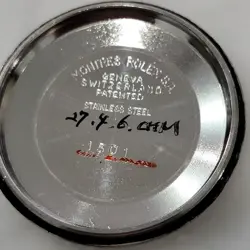 MONTRES ROLEX S.A.
GENEVA
SWITZERLAND
PATENTED
STAINLESS STEEL
27.4.6.CHM
1501